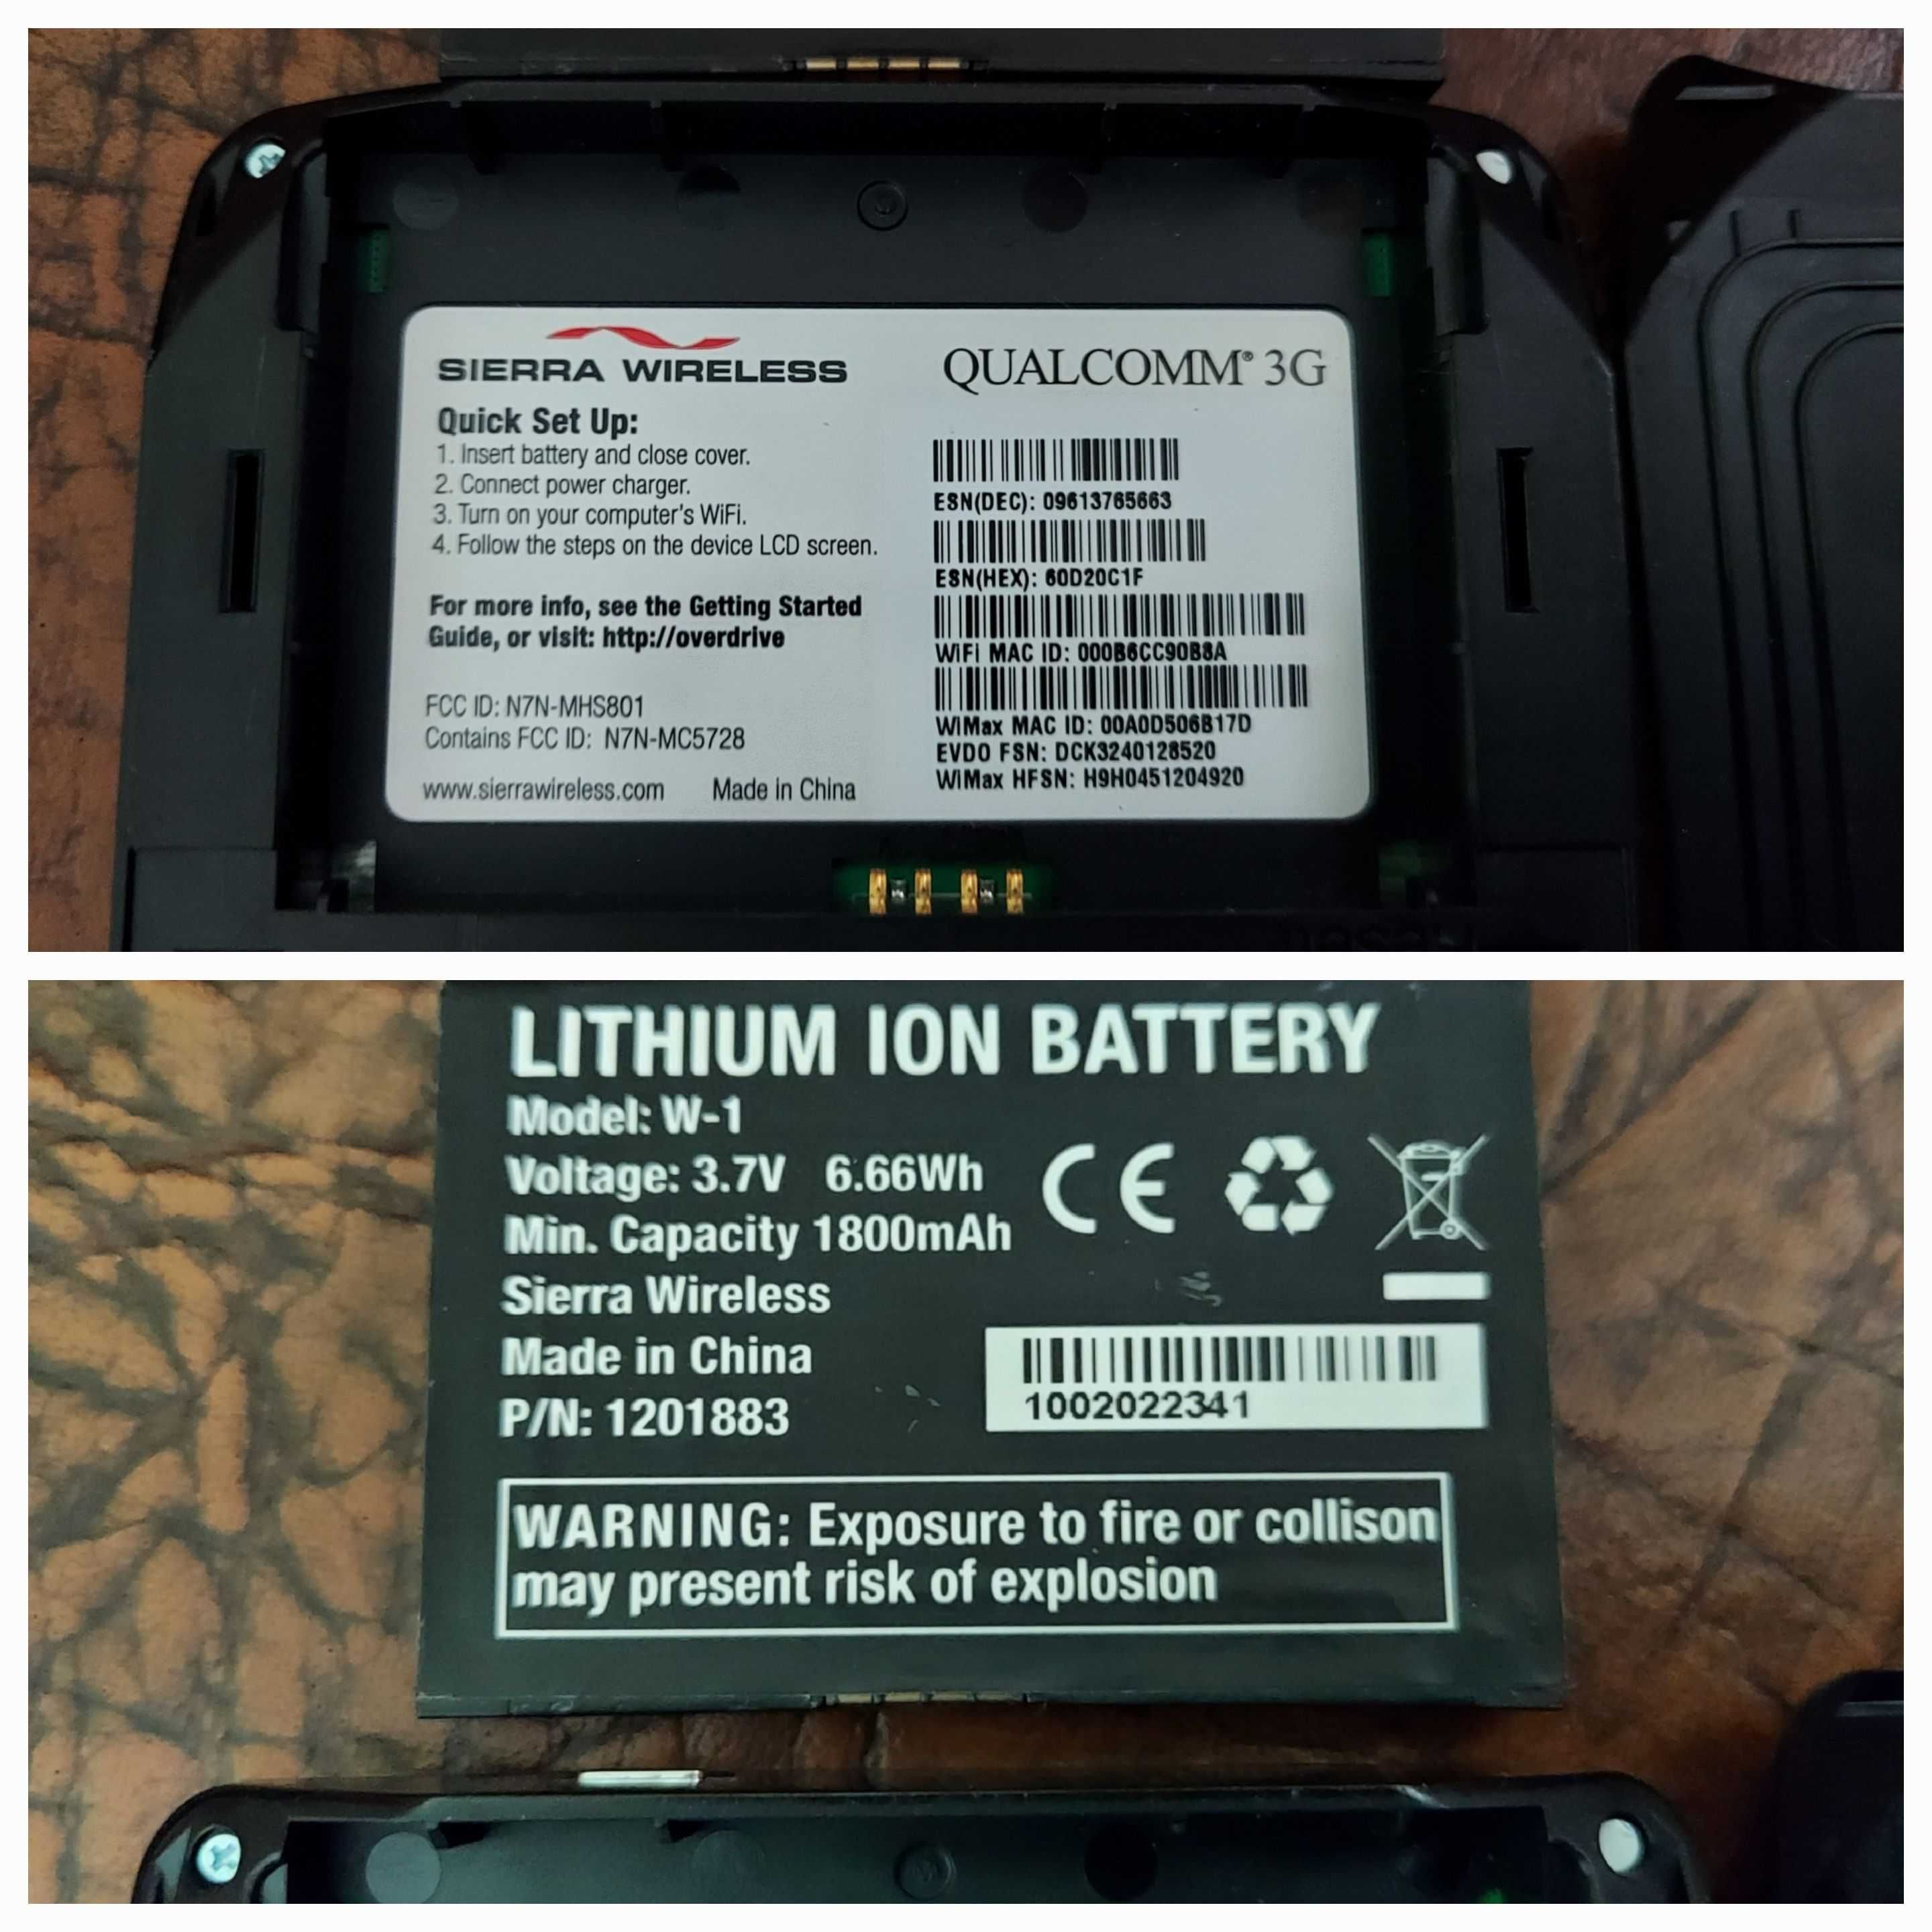 SIERRA WIRELESS
QUALCOMM® 3G
Quick Set Up:
1. Insert battery and close cover.
2. Connect power charger.
3. Turn on your computer's WiFi.
4. Follow the steps on the device LCD screen.
For more info, see the Getting Started
Guide, or visit: http://overdrive
FCC ID: N7N-MHS801
Contains FCC ID: N7N-MC5728
www.sierrawireless.com Made in China
ESN(DEC): 09613765663
ESN(HEX): 60D20C1F
WiFi MAC ID: 000B6CC90B8A
WiMax MAC ID: 00A0D506B17D
EVDO FSN: DCK3240128520
WiMax HFSN: H9H0451204920
Reset
LITHIUM ION BATTERY
Model: W-1
Voltage: 3.7V 6.66Wh
Min. Capacity 1800mAh
Sierra Wireless
Made in China
P/N: 1201883
CE
1002022341
WARNING: Exposure to fire or collison
may present risk of explosion